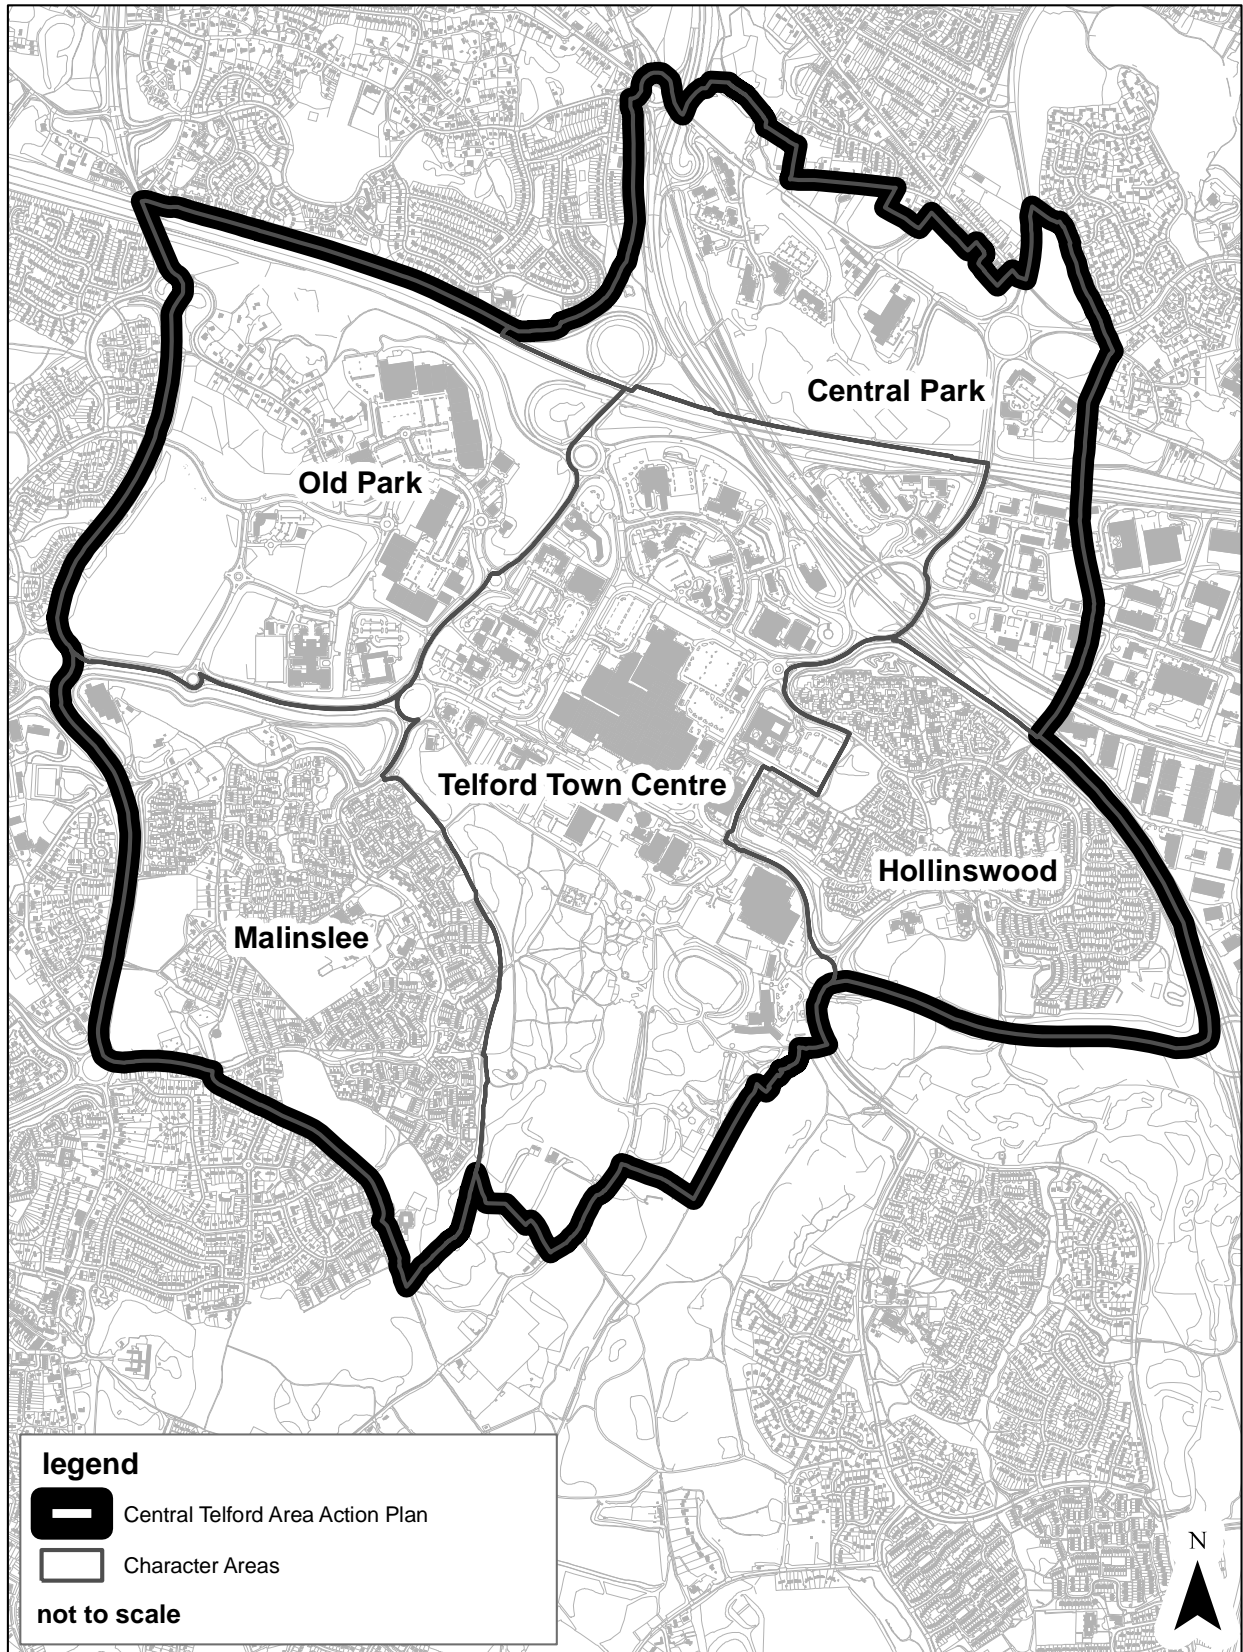 Central Park
Old Park
Telford Town Centre
Hollinswood
Malinslee
legend
Central Telford Area Action Plan
Character Areas
not to scale
N